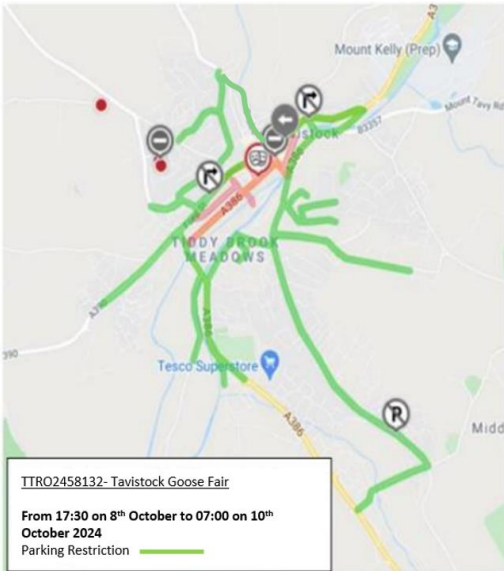 Mount Kelly (Prep)
Mount Tavy Rd
B3357
A386
A386
TIDDY BROOK
MEADOWS
A390
390
A386
Tesco Superstore
A386
P
Midd
TTRO2458132- Tavistock Goose Fair
From 17:30 on 8th October to 07:00 on 10th
October 2024
Parking Restriction